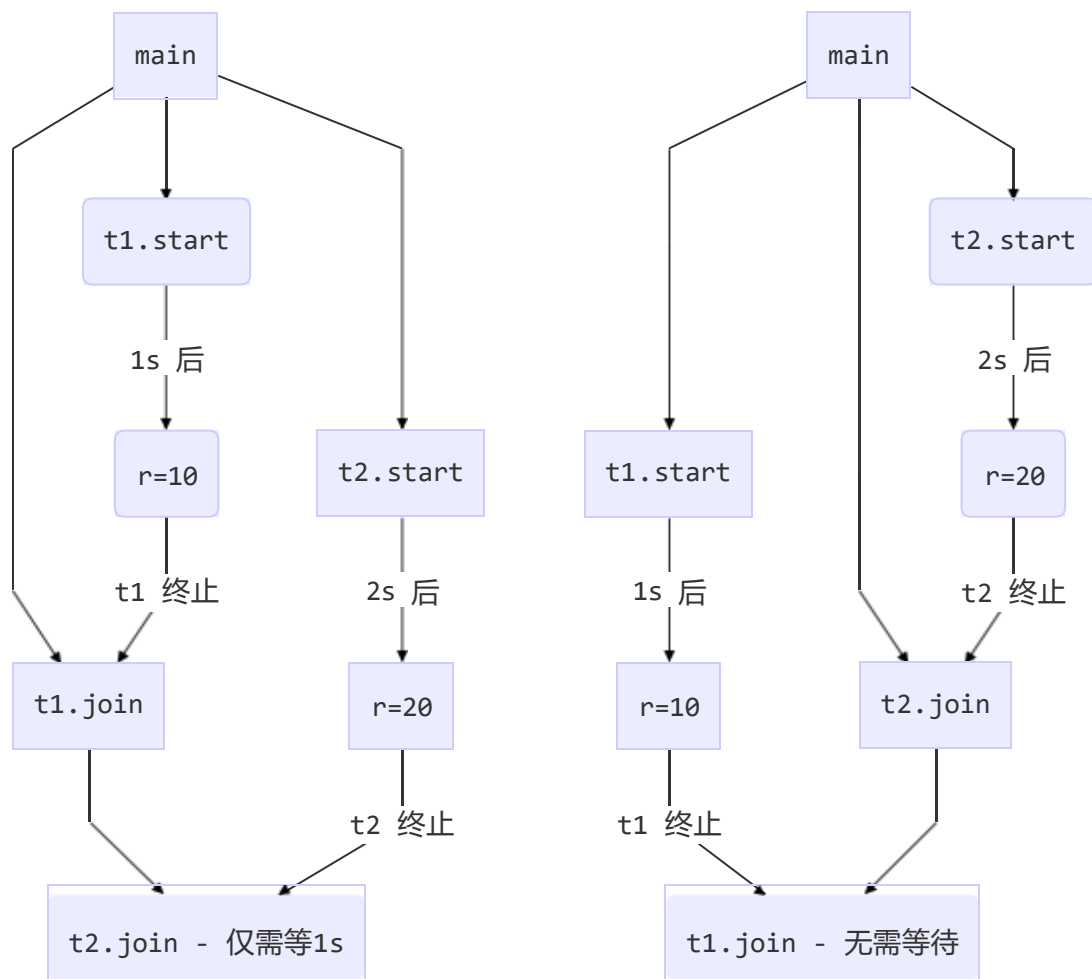 main
t1.start
1s 后
r=10
t2.start
t1 终止
2s 后
t1.join
r=20
t2 终止
t2.join - 仅需等1s
main
t2.start
2s 后
t1.start
r=20
1s 后
t2 终止
r=10
t2.join
t1 终止
t1.join - 无需等待